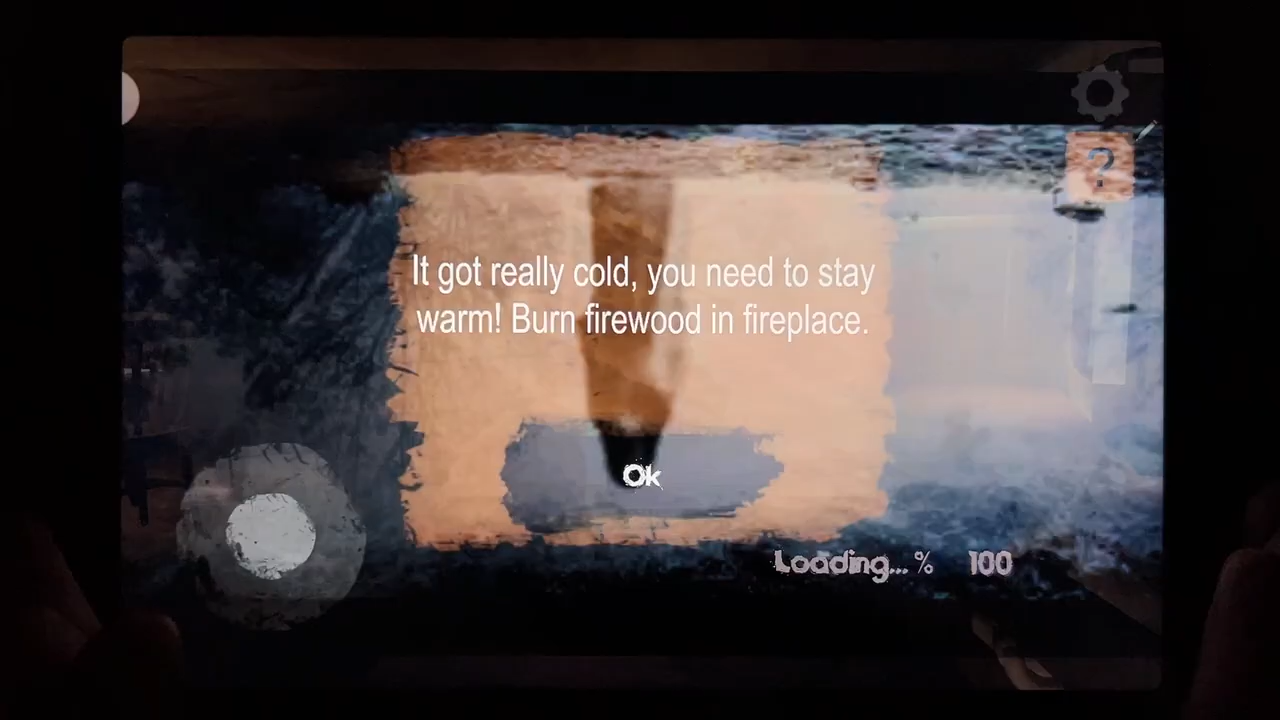 ?
It got really cold, you need to stay
warm! Burn firewood in fireplace.
Ok
Loading...% 100